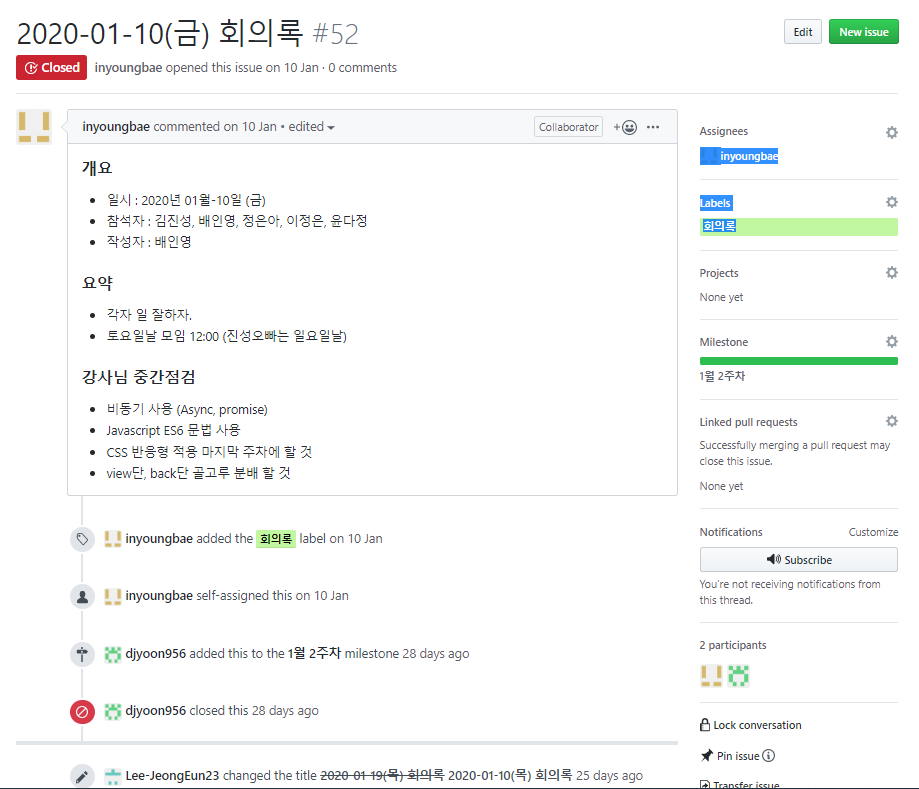 2020-01-10(금) 회의록 #52
Edit
New issue
Closed inyoungbae opened this issue on 10 Jan · 0 comments
inyoungbae commented on 10 Jan • edited
Collaborator
개요
일시 : 2020년 01월-10일 (금)
참석자 : 김진성, 배인영, 정은아, 이정은, 윤다정
작성자 : 배인영
요약
각자 일 잘하자.
토요일날 모임 12:00 (진성오빠는 일요일날)
강사님 중간점검
비동기 사용 (Async, promise)
Javascript ES6 문법 사용
CSS 반응형 적용 마지막 주차에 할 것
view단, back단 골고루 분배 할 것
inyoungbae added the 회의록 label on 10 Jan
inyoungbae self-assigned this on 10 Jan
djyoon956 added this to the 1월 2주차 milestone 28 days ago
djyoon956 closed this 28 days ago
Lee-JeongEun23 changed the title 2020-01-19(목) 회의록 2020-01-10(목) 회의록 25 days ago
Assignees
inyoungbae
Labels
회의록
Projects
None yet
Milestone
1월 2주차
Linked pull requests
Successfully merging a pull request may
close this issue.
None yet
Notifications
Customize
Subscribe
You're not receiving notifications from
this thread.
2 participants
Lock conversation
Pin issue
Transfer issue